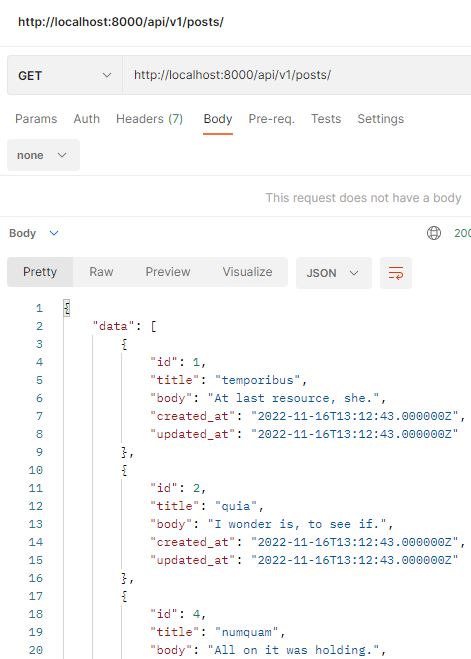 http://localhost:8000/api/v1/posts/
GET http://localhost:8000/api/v1/posts/
Params Auth Headers (7) Body Pre-req. Tests Settings
none
This request does not have a body
Body 200
Pretty Raw Preview Visualize JSON
1 {
2 "data": [
3 {
4 "id": 1,
5 "title": "temporibus",
6 "body": "At last resource, she.",
7 "created_at": "2022-11-16T13:12:43.000000Z",
8 "updated_at": "2022-11-16T13:12:43.000000Z"
9 },
10 {
11 "id": 2,
12 "title": "quia",
13 "body": "I wonder is, to see if.",
14 "created_at": "2022-11-16T13:12:43.000000Z",
15 "updated_at": "2022-11-16T13:12:43.000000Z"
16 },
17 {
18 "id": 4,
19 "title": "numquam",
20 "body": "All on it was holding.",